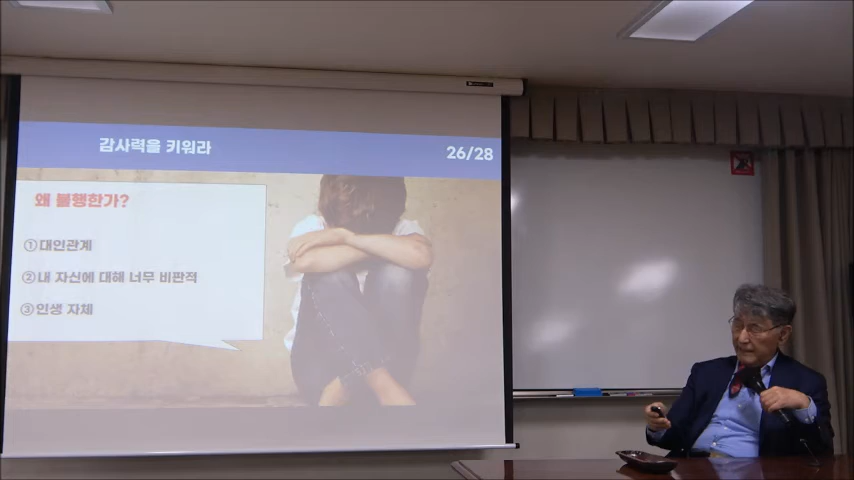 감사력을 키워라
26/28
왜 불행한가?
①대인관계
②내 자신에 대해 너무 비판적
③인생 자체